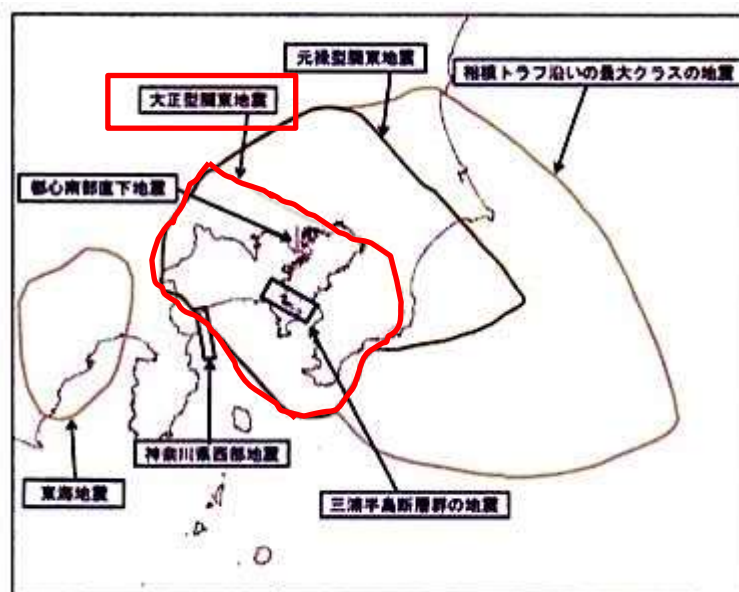 元禄型関東地震
相模トラフ沿いの最大クラスの地震
大正型関東地震
都心南部直下地震
神奈川県西部地震
東海地震
三浦半島断層群の地震